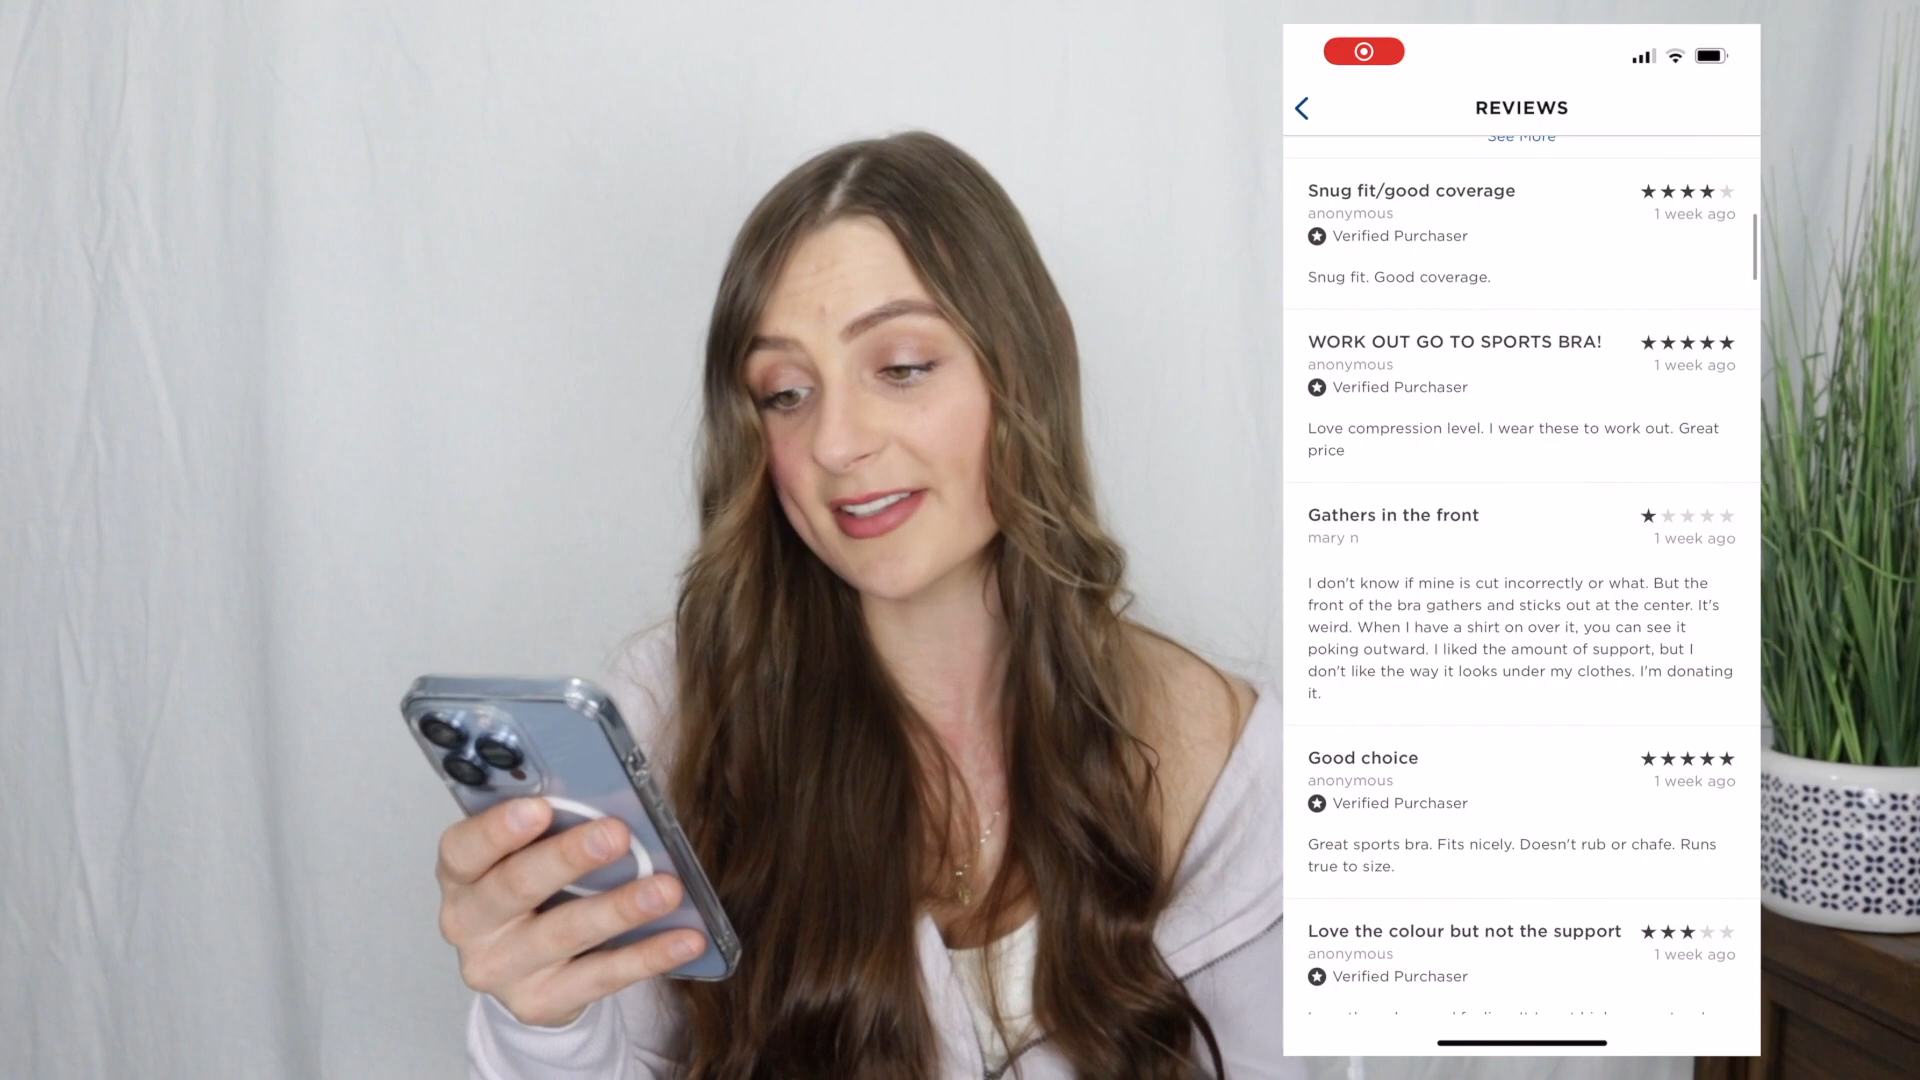 REVIEWS
See More
Snug fit/good coverage
anonymous
1 week ago
Verified Purchaser
Snug fit. Good coverage.
WORK OUT GO TO SPORTS BRA!
anonymous
1 week ago
Verified Purchaser
Love compression level. I wear these to work out. Great
price
Gathers in the front
mary n
1 week ago
I don't know if mine is cut incorrectly or what. But the
front of the bra gathers and sticks out at the center. It's
weird. When I have a shirt on over it, you can see it
poking outward. I liked the amount of support, but I
don't like the way it looks under my clothes. I'm donating
it.
Good choice
anonymous
1 week ago
Verified Purchaser
Great sports bra. Fits nicely. Doesn't rub or chafe. Runs
true to size.
Love the colour but not the support
anonymous
1 week ago
Verified Purchaser